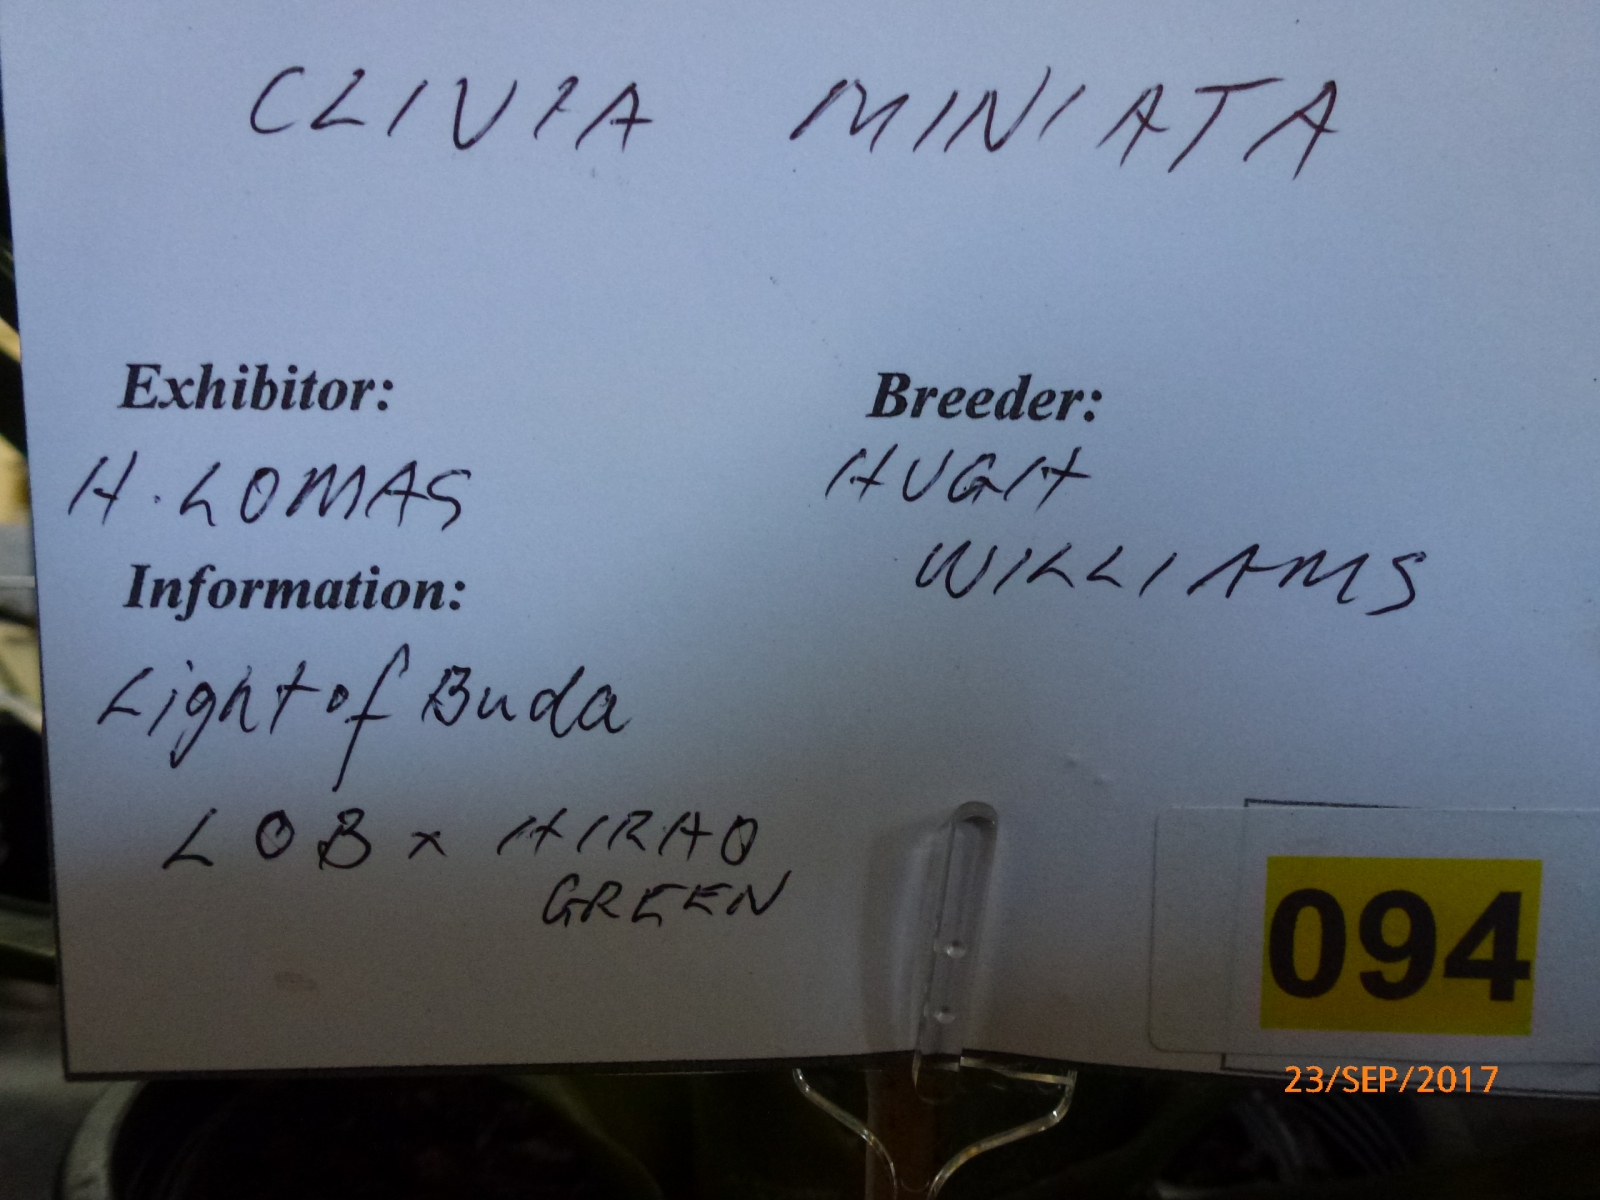 CLIVIA MINIATA
Exhibitor:
H. LOMAS
Breeder:
HUGH
WILLIAMS
Information:
Light of Buda
LOB x HIRAO
GREEN
094
23/SEP/2017